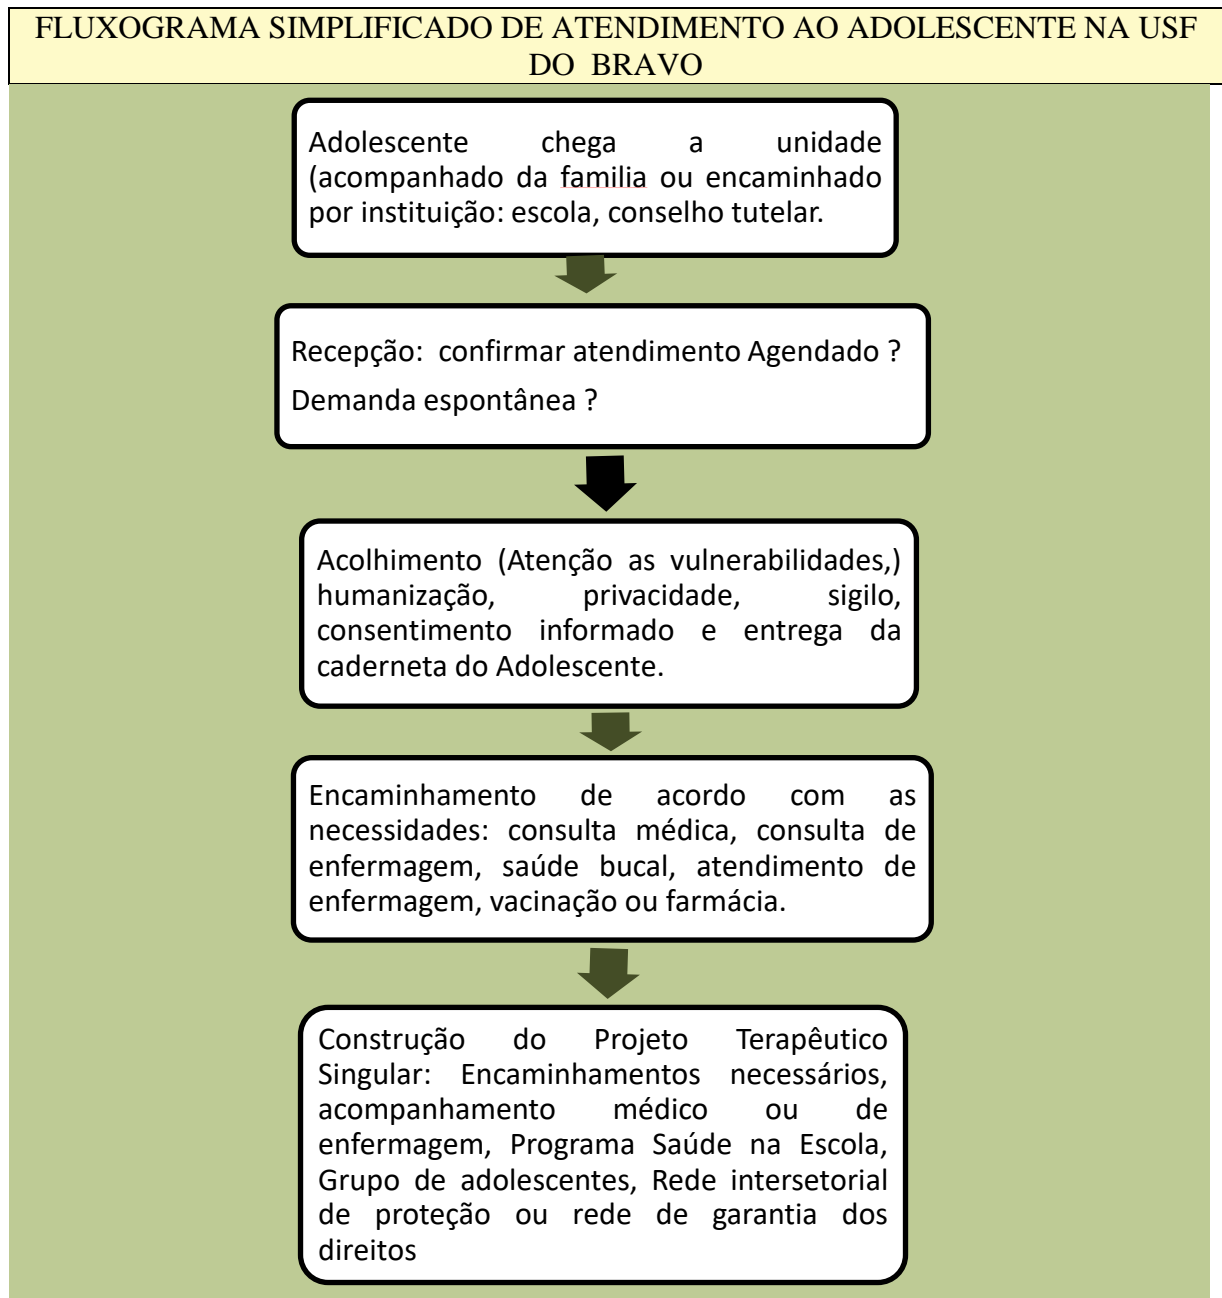 FLUXOGRAMA SIMPLIFICADO DE ATENDIMENTO AO ADOLESCENTE NA USF
DO BRAVO
Adolescente chega a unidade
(acompanhado da familia ou encaminhado
por instituição: escola, conselho tutelar.
Recepção: confirmar atendimento Agendado ?
Demanda espontânea ?
Acolhimento (Atenção as vulnerabilidades,)
humanização, privacidade, sigilo,
consentimento informado e entrega da
caderneta do Adolescente.
Encaminhamento de acordo com as
necessidades: consulta médica, consulta de
enfermagem, saúde bucal, atendimento de
enfermagem, vacinação ou farmácia.
Construção do Projeto Terapêutico
Singular: Encaminhamentos necessários,
acompanhamento médico ou de
enfermagem, Programa Saúde na Escola,
Grupo de adolescentes, Rede intersetorial
de proteção ou rede de garantia dos
direitos